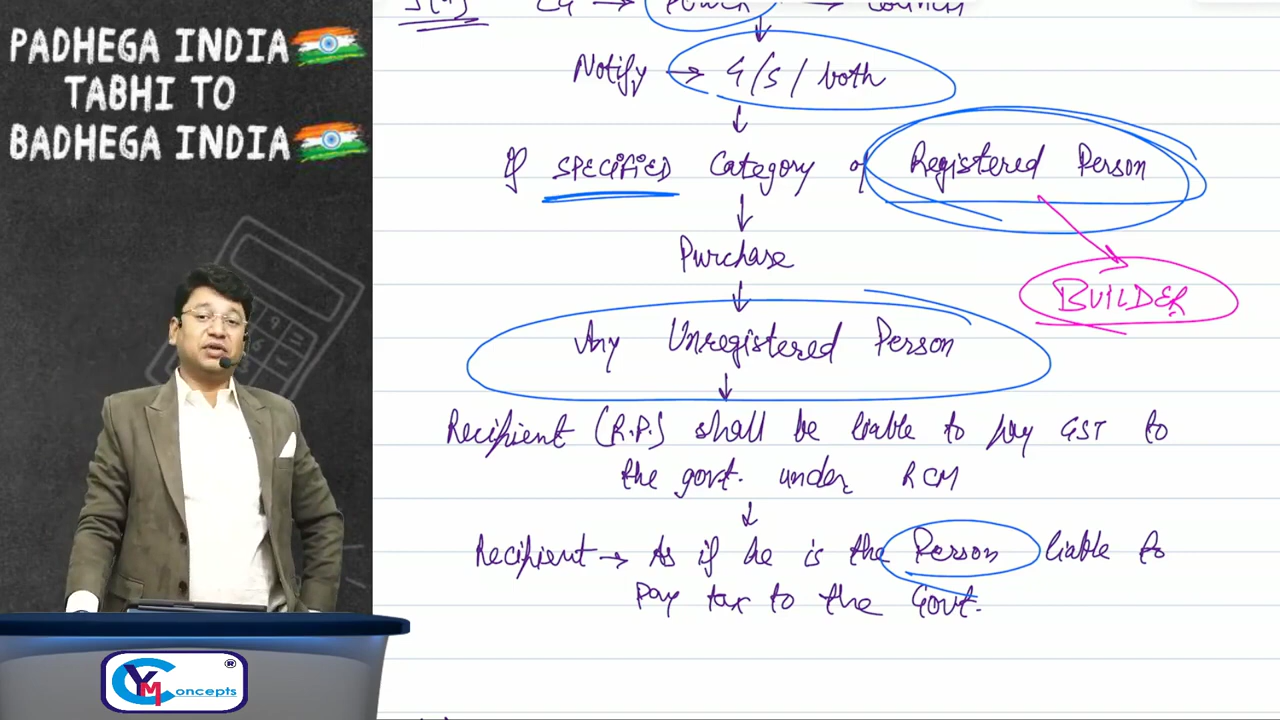 PADHEGA INDIA
TABHI TO
BADHEGA INDIA
Notify → G/S/ both
↓
If SPECIFIED Category of Registered Person
↓
Purchase
BUILDER
↓
Any Unregistered Person
↓
Recipient (R.P.) shall be liable to pay GST to
the govt. under RCM
↓
Recipient → As if he is the Person liable to
Pay tax to the Govt.
YM Concepts ®